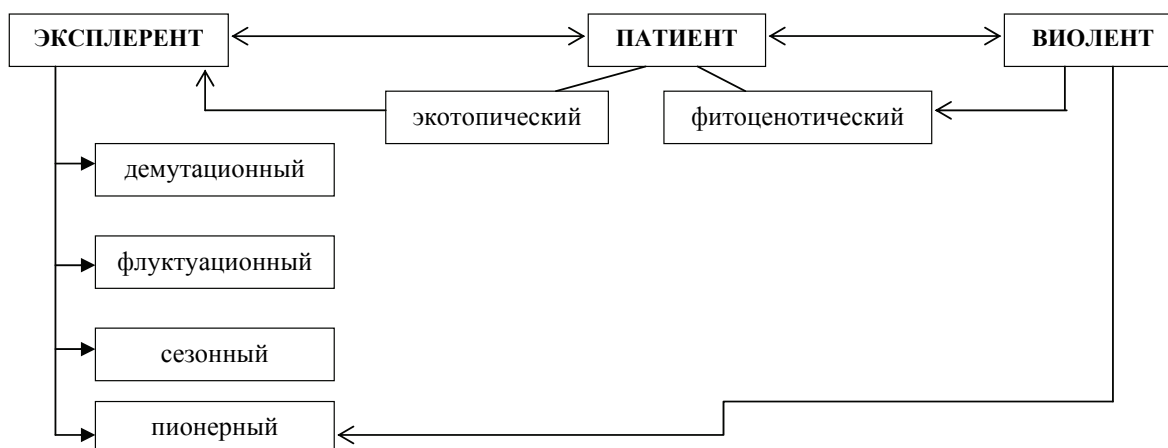 ЭКСПЛЕРЕНТ
ПАТИЕНТ
ВИОЛЕНТ
экотопический
фитоценотический
демутационный
флуктуационный
сезонный
пионерный